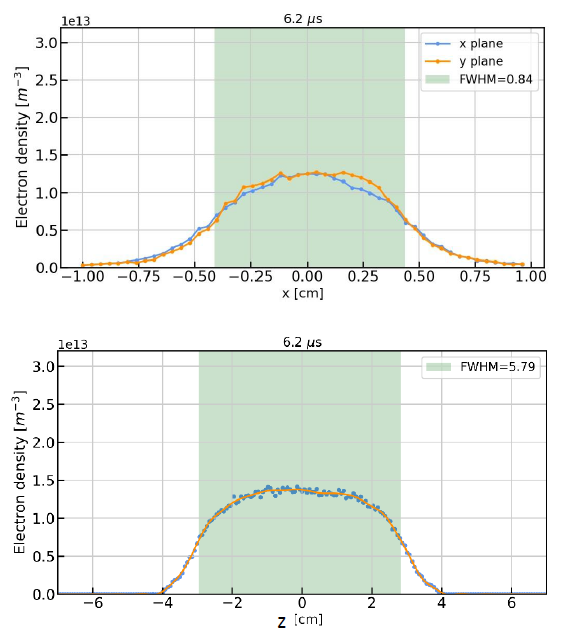 6.2 μs
1e13
3.0
2.5
2.0
1.5
1.0
0.5
0.0
Electron density [m⁻³]
x plane
y plane
FWHM=0.84
−1.00 −0.75 −0.50 −0.25 0.00 0.25 0.50 0.75 1.00
x [cm]
6.2 μs
1e13
3.0
2.5
2.0
1.5
1.0
0.5
0.0
Electron density [m⁻³]
FWHM=5.79
−6 −4 −2 0 2 4 6
z [cm]